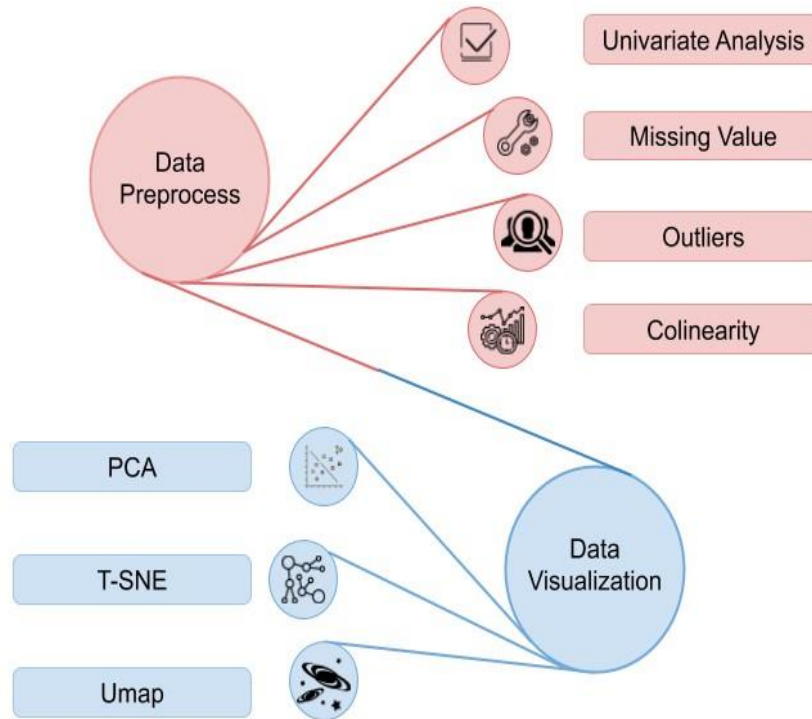 Univariate Analysis
Missing Value
Data
Preprocess
Outliers
Colinearity
PCA
T-SNE
Data
Visualization
Umap